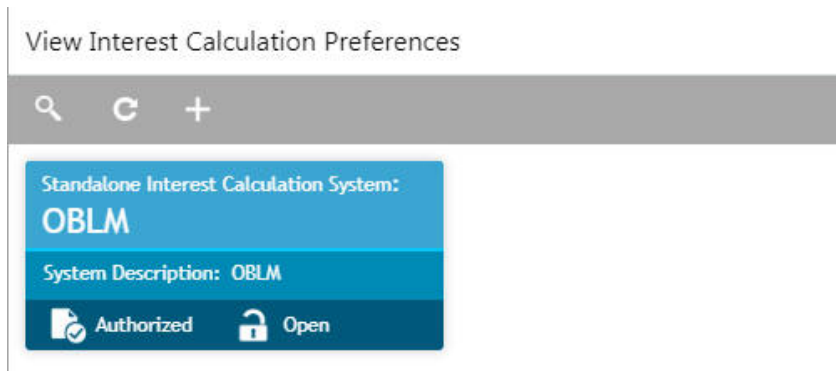 View Interest Calculation Preferences
Standalone Interest Calculation System:
OBLM
System Description: OBLM
Authorized Open